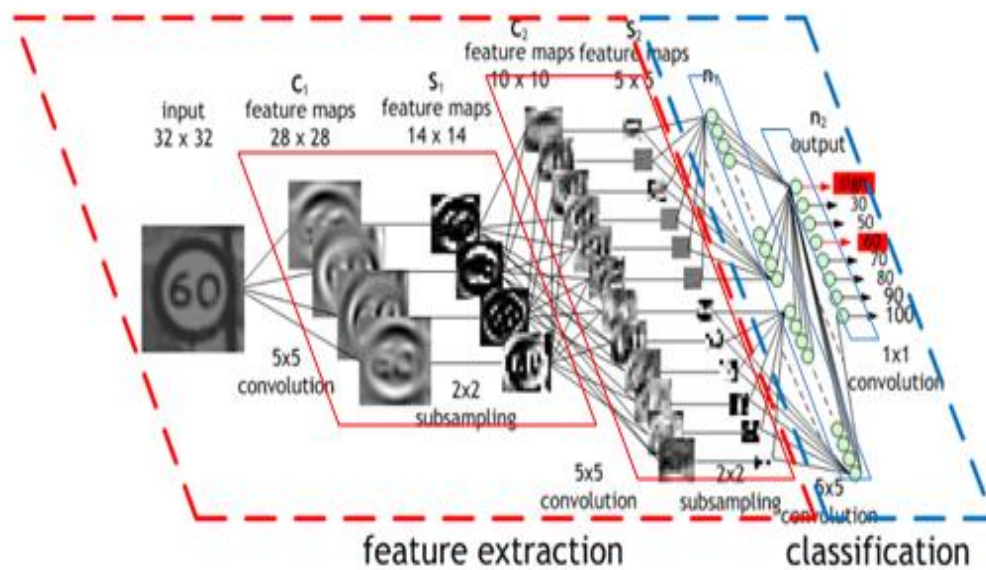 C₁
feature maps
28 x 28
S₁
feature maps
14 x 14
C₂
feature maps
10 x 10
S₂
feature maps
5 x 5
n₁
n₂
output
input
32 x 32
60
30
50
60
70
80
90
100
1x1
convolution
5x5
convolution
2x2
subsampling
5x5
convolution
2x2
subsampling
5x5
convolution
feature extraction
classification